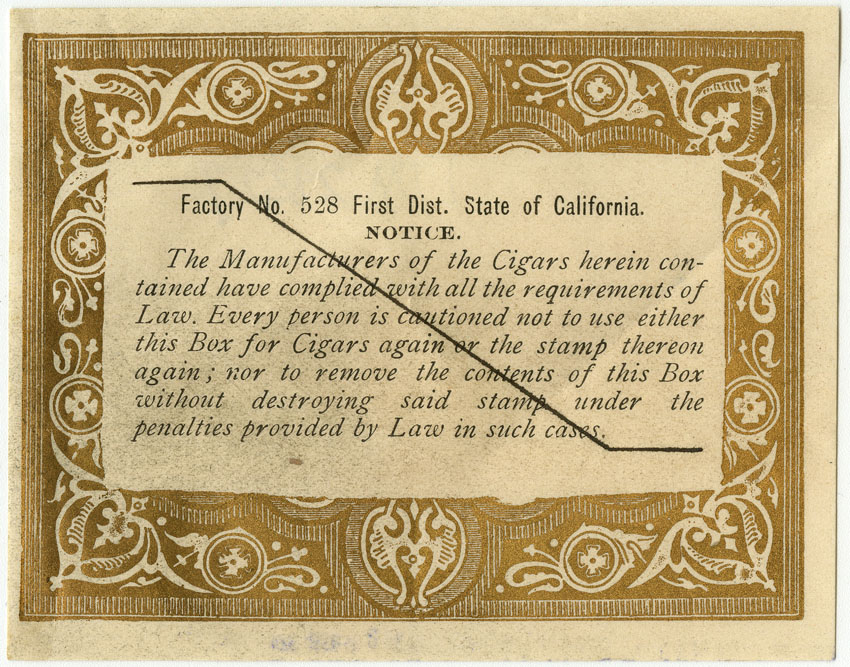 Factory No. 528 First Dist. State of California.
NOTICE.
The Manufacturers of the Cigars herein con-
tained have complied with all the requirements of
Law. Every person is cautioned not to use either
this Box for Cigars again or the stamp thereon
again; nor to remove the contents of this Box
without destroying said stamp under the
penalties provided by Law in such cases.